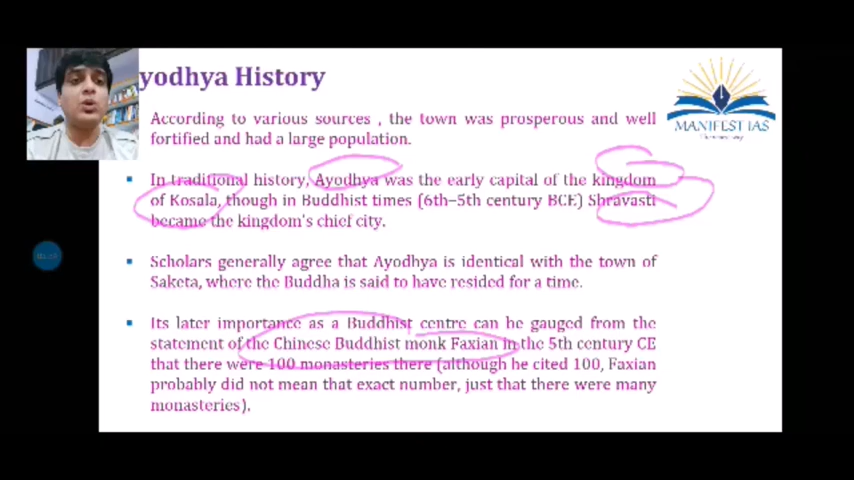 yodhya History
According to various sources , the town was prosperous and well
fortified and had a large population.
In traditional history, Ayodhya was the early capital of the kingdom
of Kosala, though in Buddhist times (6th–5th century BCE) Shravasti
became the kingdom's chief city.
Scholars generally agree that Ayodhya is identical with the town of
Saketa, where the Buddha is said to have resided for a time.
Its later importance as a Buddhist centre can be gauged from the
statement of the Chinese Buddhist monk Faxian in the 5th century CE
that there were 100 monasteries there (although he cited 100, Faxian
probably did not mean that exact number, just that there were many
monasteries).
MANIFEST IAS